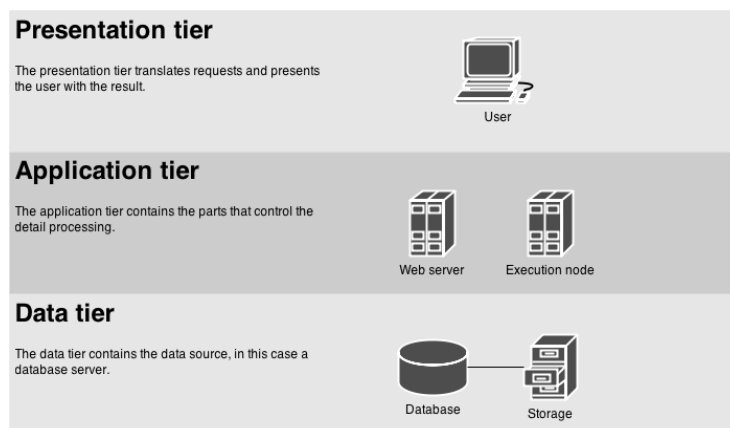 Presentation tier
The presentation tier translates requests and presents
the user with the result.
User
Application tier
The application tier contains the parts that control the
detail processing.
Web server
Execution node
Data tier
The data tier contains the data source, in this case a
database server.
Database
Storage